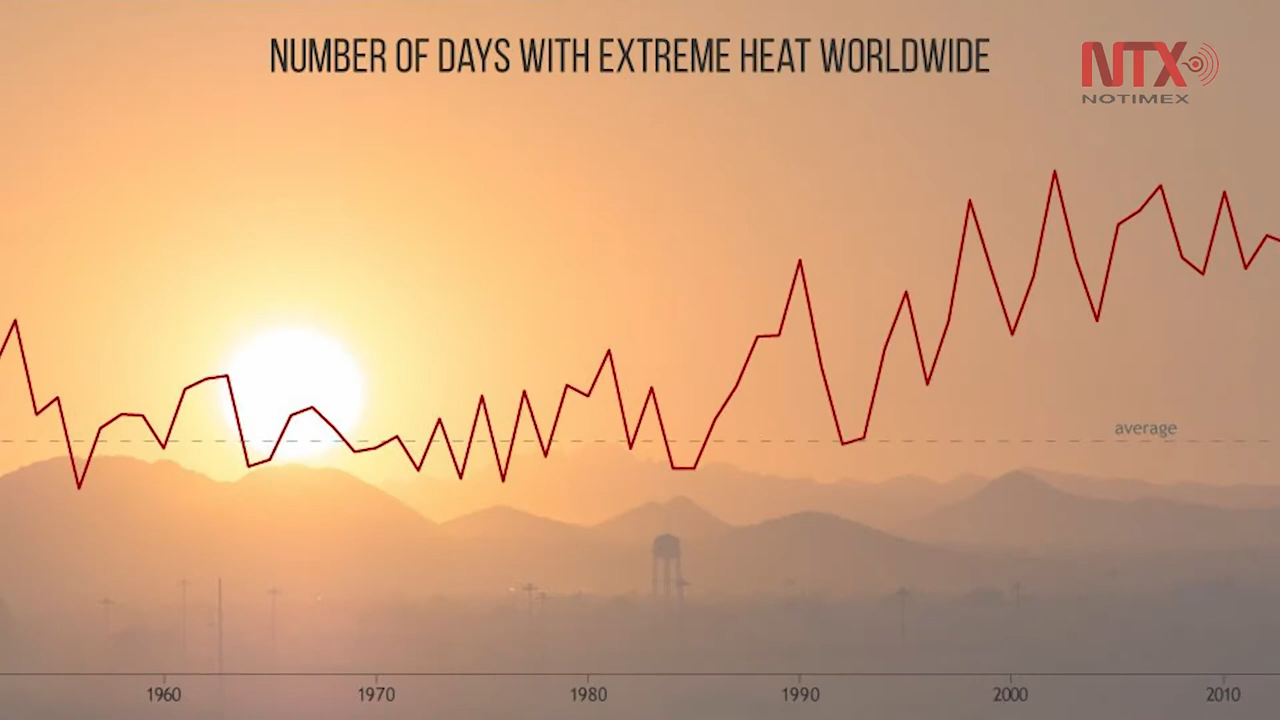 NUMBER OF DAYS WITH EXTREME HEAT WORLDWIDE
NTX
NOTIMEX
average
1960
1970
1980
1990
2000
2010